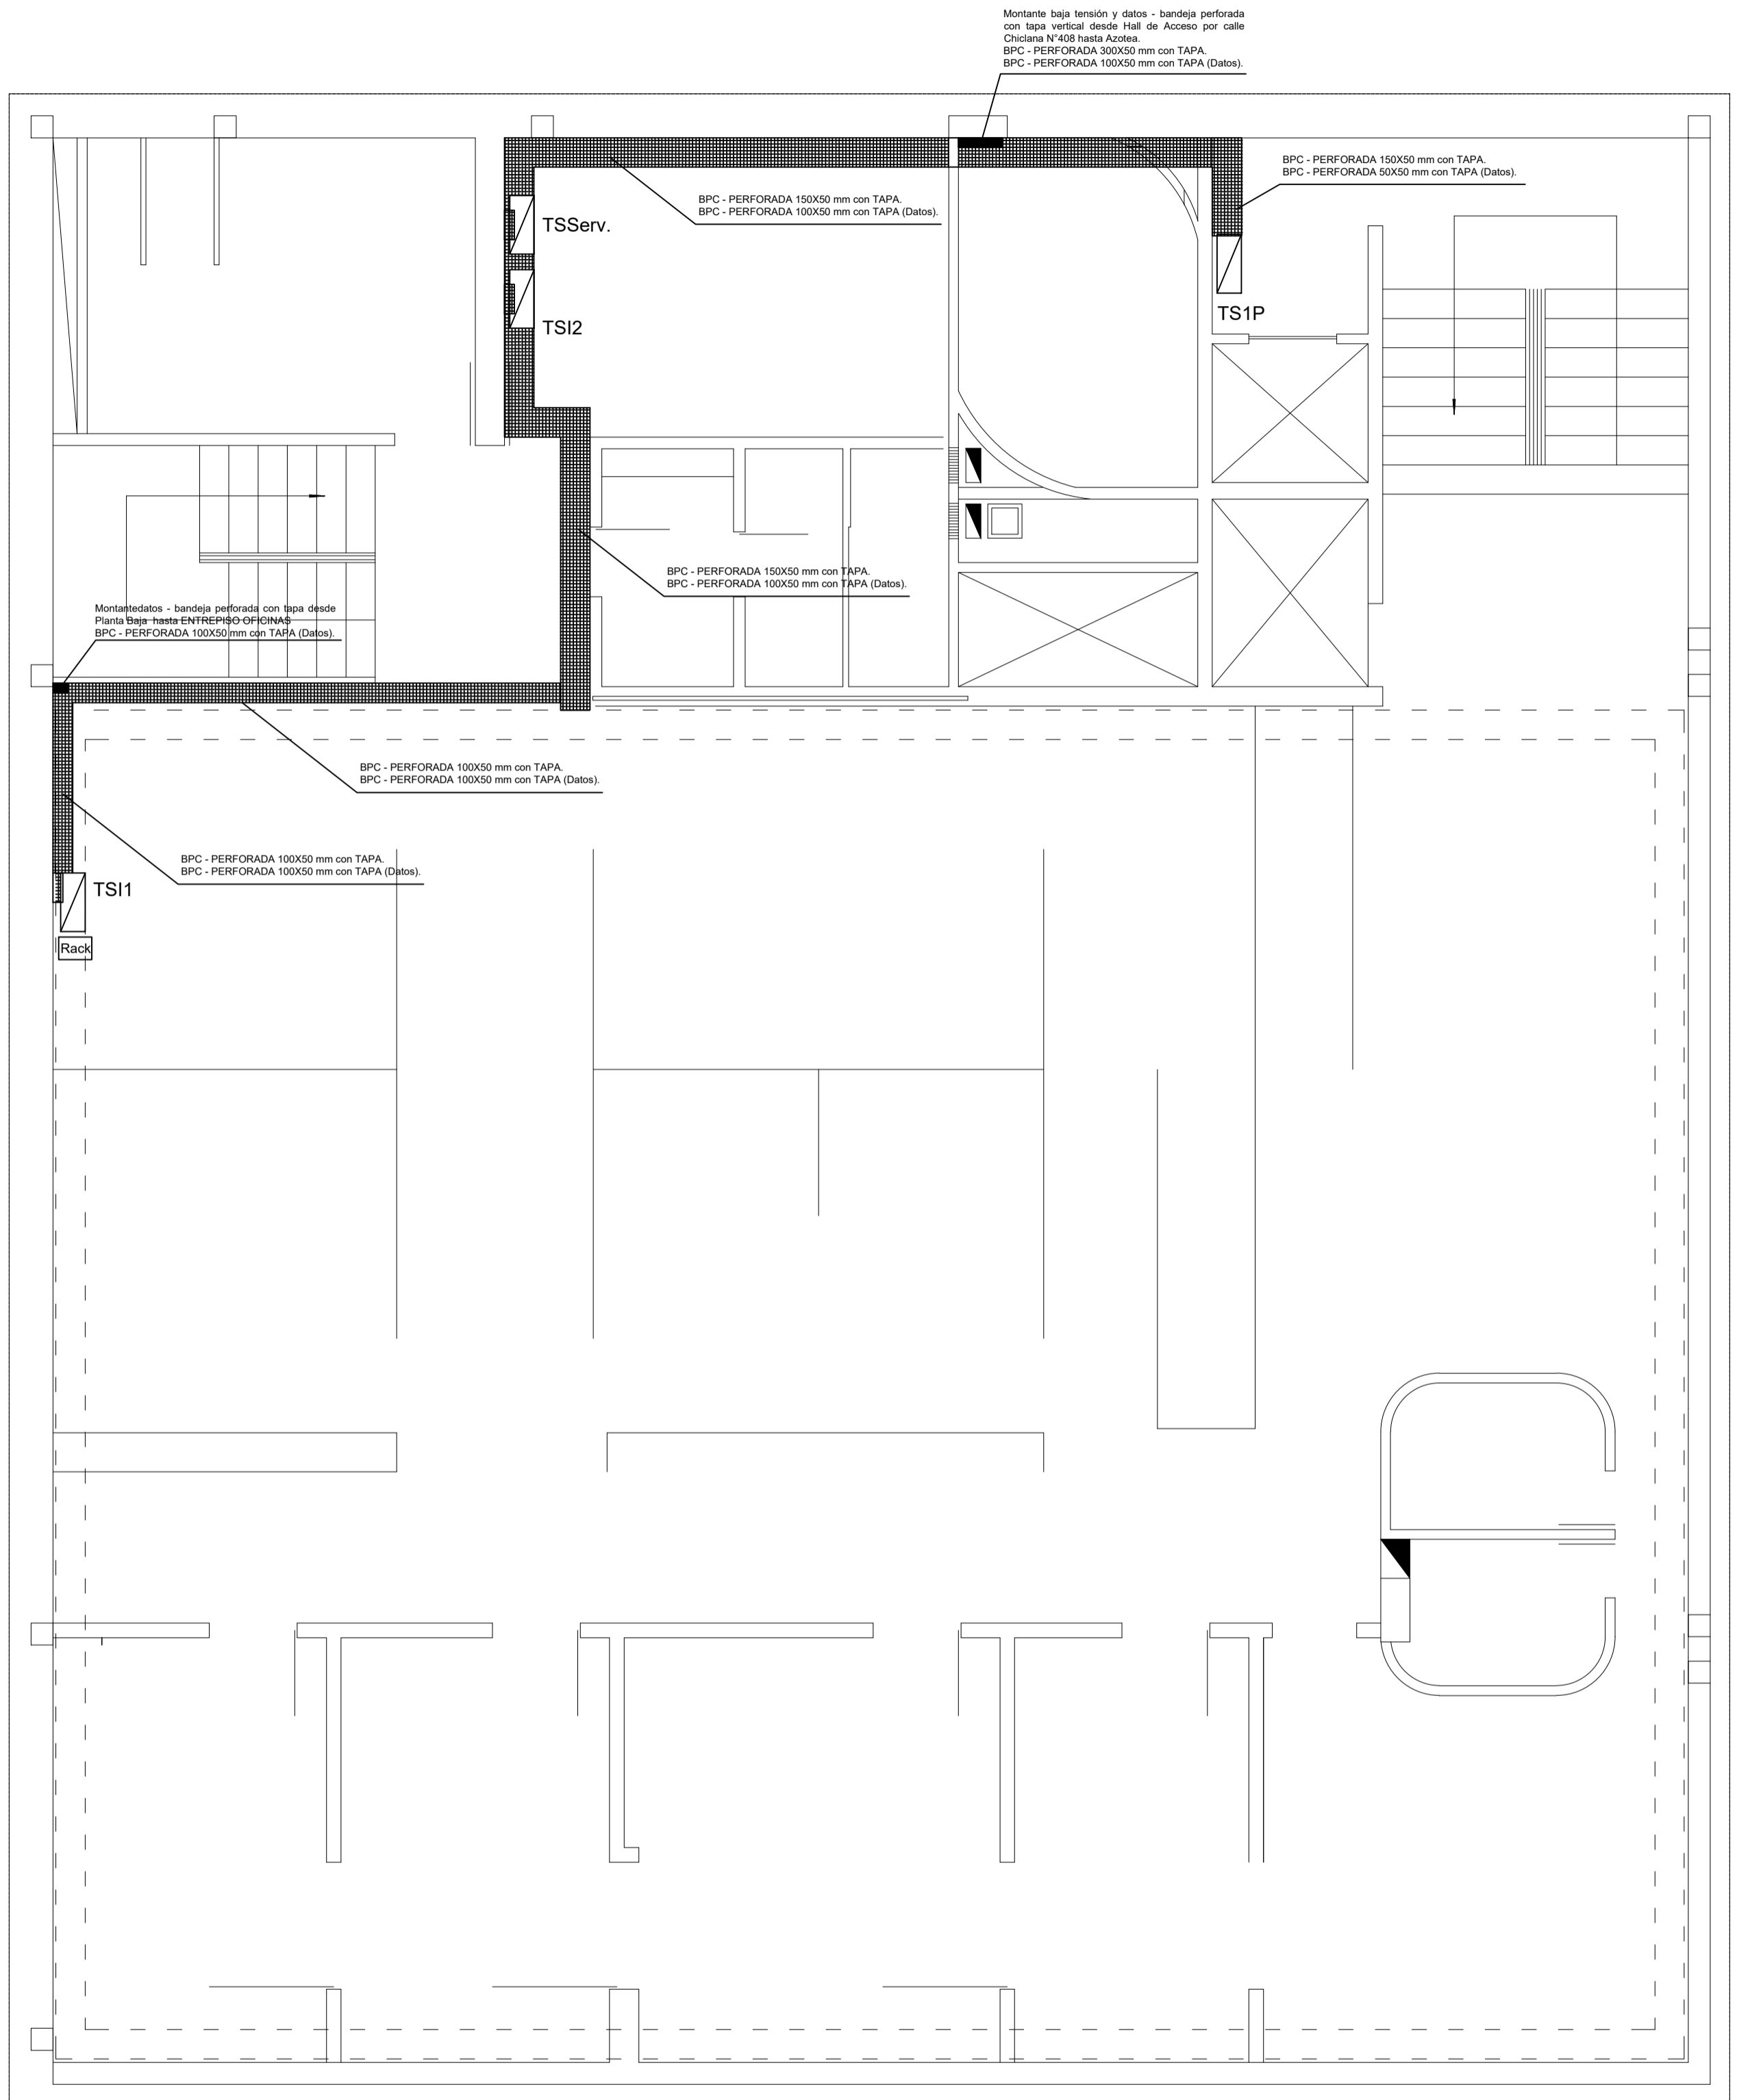 Montante baja tensión y datos - bandeja perforada
con tapa vertical desde Hall de Acceso por calle
Chiclana N°408 hasta Azotea.
BPC - PERFORADA 300X50 mm con TAPA.
BPC - PERFORADA 100X50 mm con TAPA (Datos).
BPC - PERFORADA 150X50 mm con TAPA.
BPC - PERFORADA 50X50 mm con TAPA (Datos).
BPC - PERFORADA 150X50 mm con TAPA.
BPC - PERFORADA 100X50 mm con TAPA (Datos).
TSServ.
TS1P
TSI2
BPC - PERFORADA 150X50 mm con TAPA.
BPC - PERFORADA 100X50 mm con TAPA (Datos).
Montantedatos - bandeja perforada con tapa desde
Planta Baja hasta ENTREPISO OFICINAS
BPC - PERFORADA 100X50 mm con TAPA (Datos).
BPC - PERFORADA 100X50 mm con TAPA.
BPC - PERFORADA 100X50 mm con TAPA (Datos).
BPC - PERFORADA 100X50 mm con TAPA.
BPC - PERFORADA 100X50 mm con TAPA (Datos).
TSI1
Rack